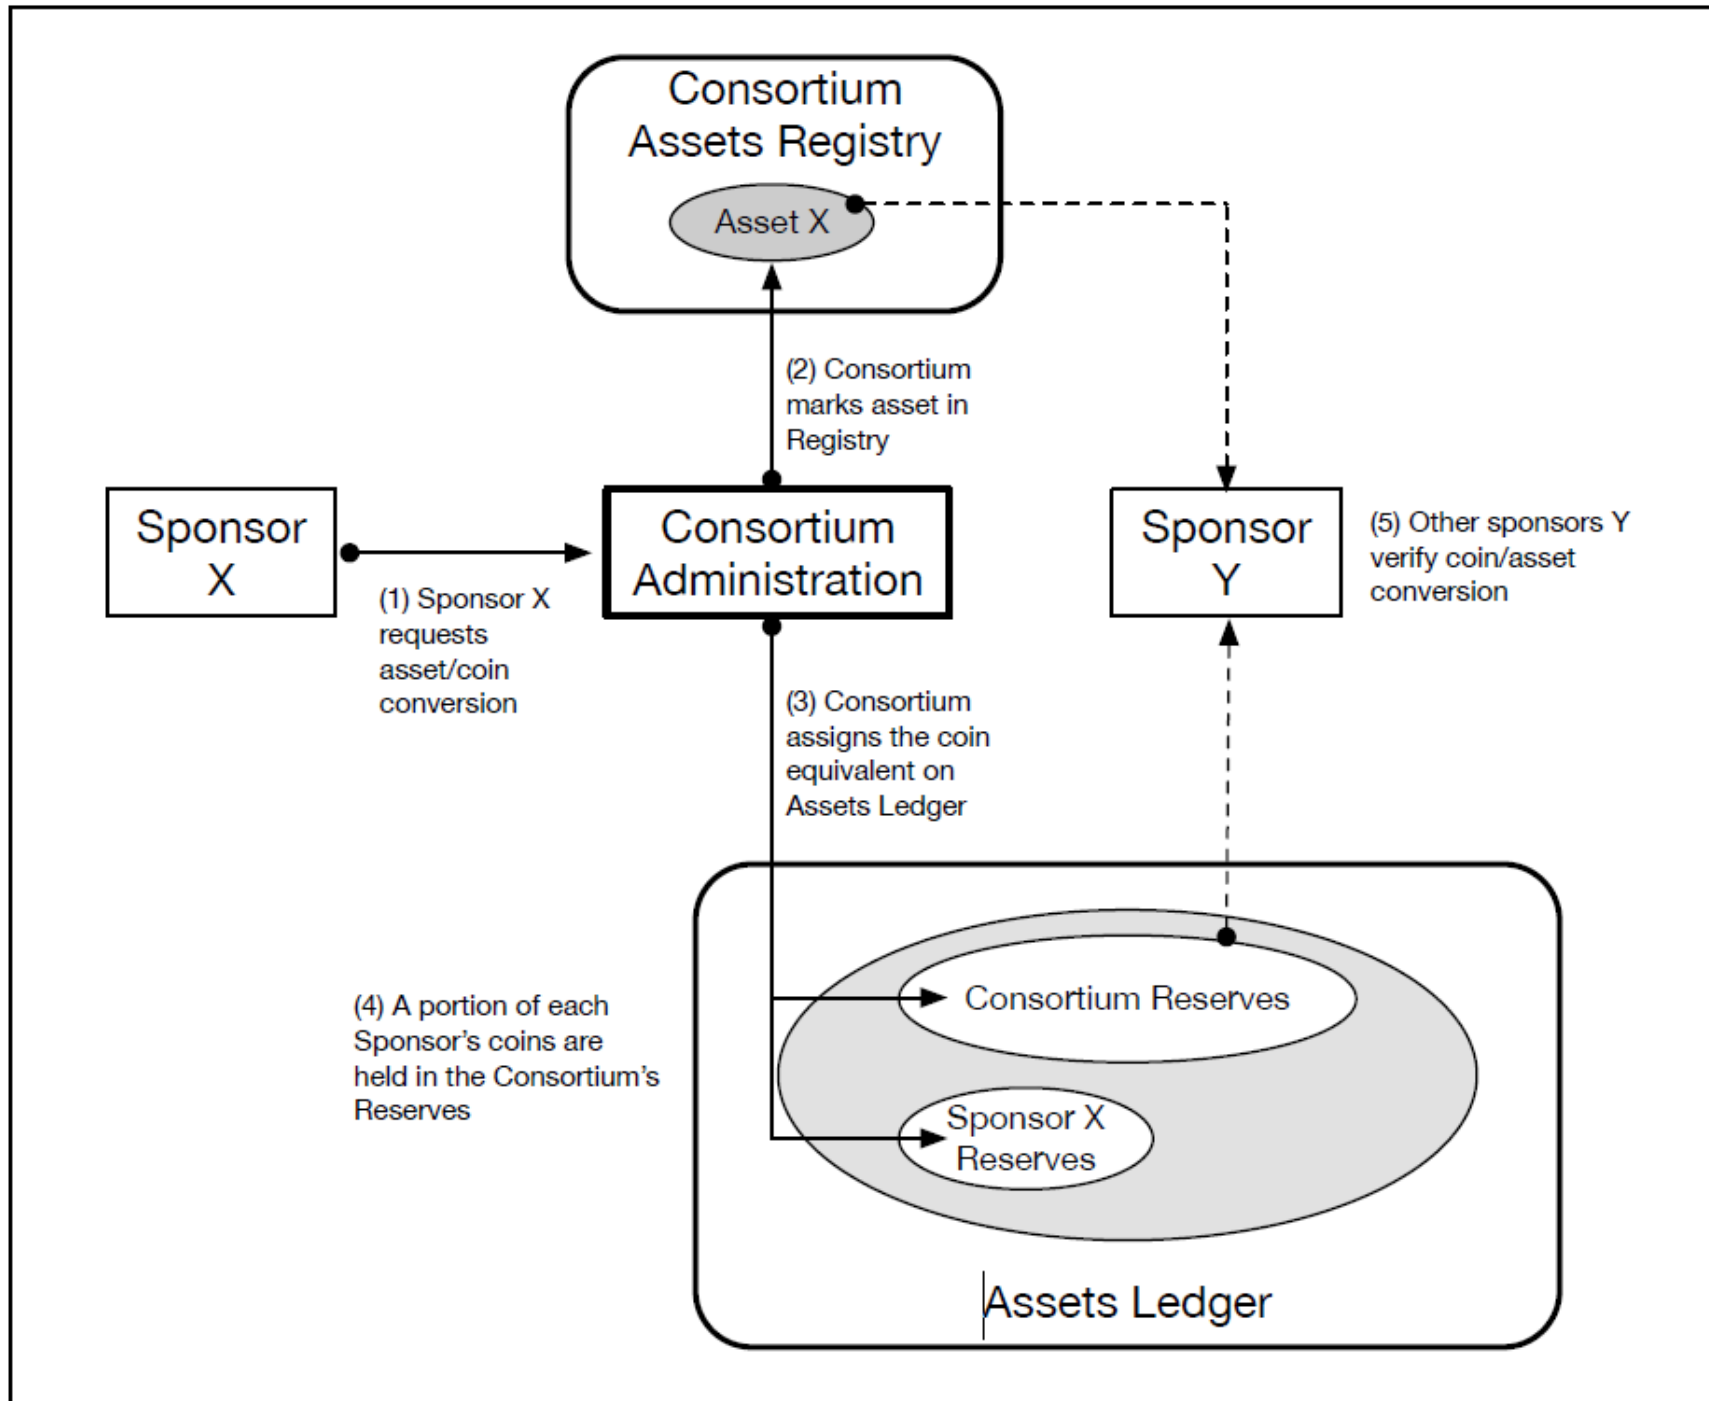 Consortium
Assets Registry
Asset X
(2) Consortium
marks asset in
Registry
Sponsor
X
Consortium
Administration
Sponsor
Y
(5) Other sponsors Y
verify coin/asset
conversion
(1) Sponsor X
requests
asset/coin
conversion
(3) Consortium
assigns the coin
equivalent on
Assets Ledger
(4) A portion of each
Sponsor’s coins are
held in the Consortium’s
Reserves
Consortium Reserves
Sponsor X
Reserves
Assets Ledger